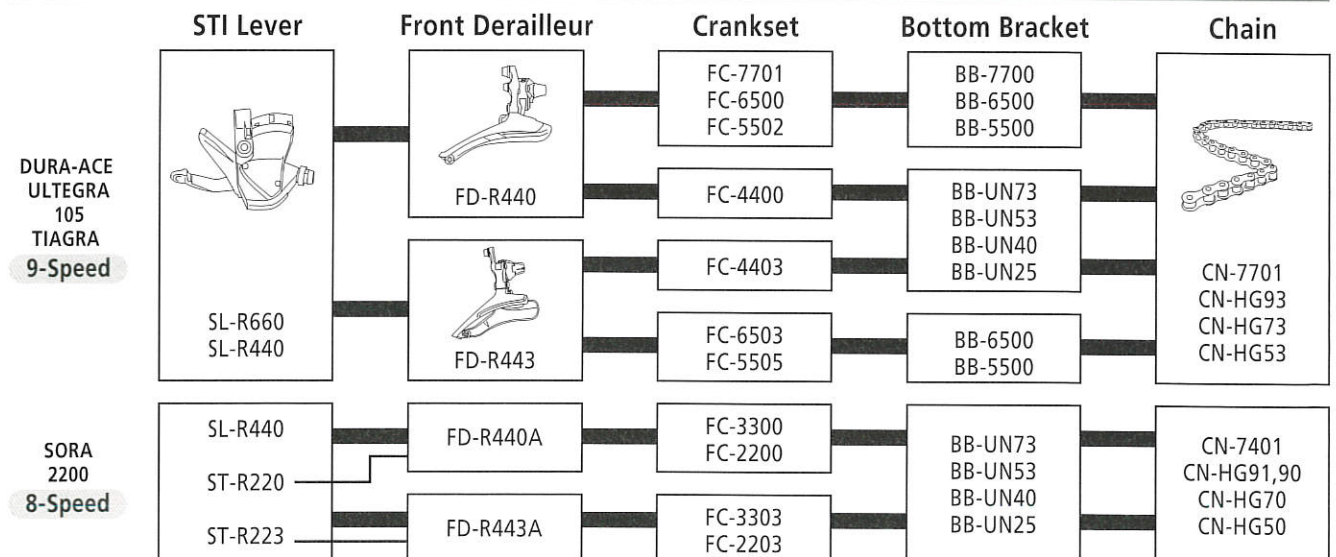 STI Lever
Front Derailleur
Crankset
Bottom Bracket
Chain
DURA-ACE
ULTEGRA
105
TIAGRA
9-Speed
SL-R660
SL-R440
FD-R440
FD-R443
FC-7701
FC-6500
FC-5502
FC-4400
FC-4403
FC-6503
FC-5505
BB-7700
BB-6500
BB-5500
BB-UN73
BB-UN53
BB-UN40
BB-UN25
BB-6500
BB-5500
CN-7701
CN-HG93
CN-HG73
CN-HG53
SORA
2200
8-Speed
SL-R440
ST-R220
ST-R223
FD-R440A
FD-R443A
FC-3300
FC-2200
FC-3303
FC-2203
BB-UN73
BB-UN53
BB-UN40
BB-UN25
CN-7401
CN-HG91,90
CN-HG70
CN-HG50